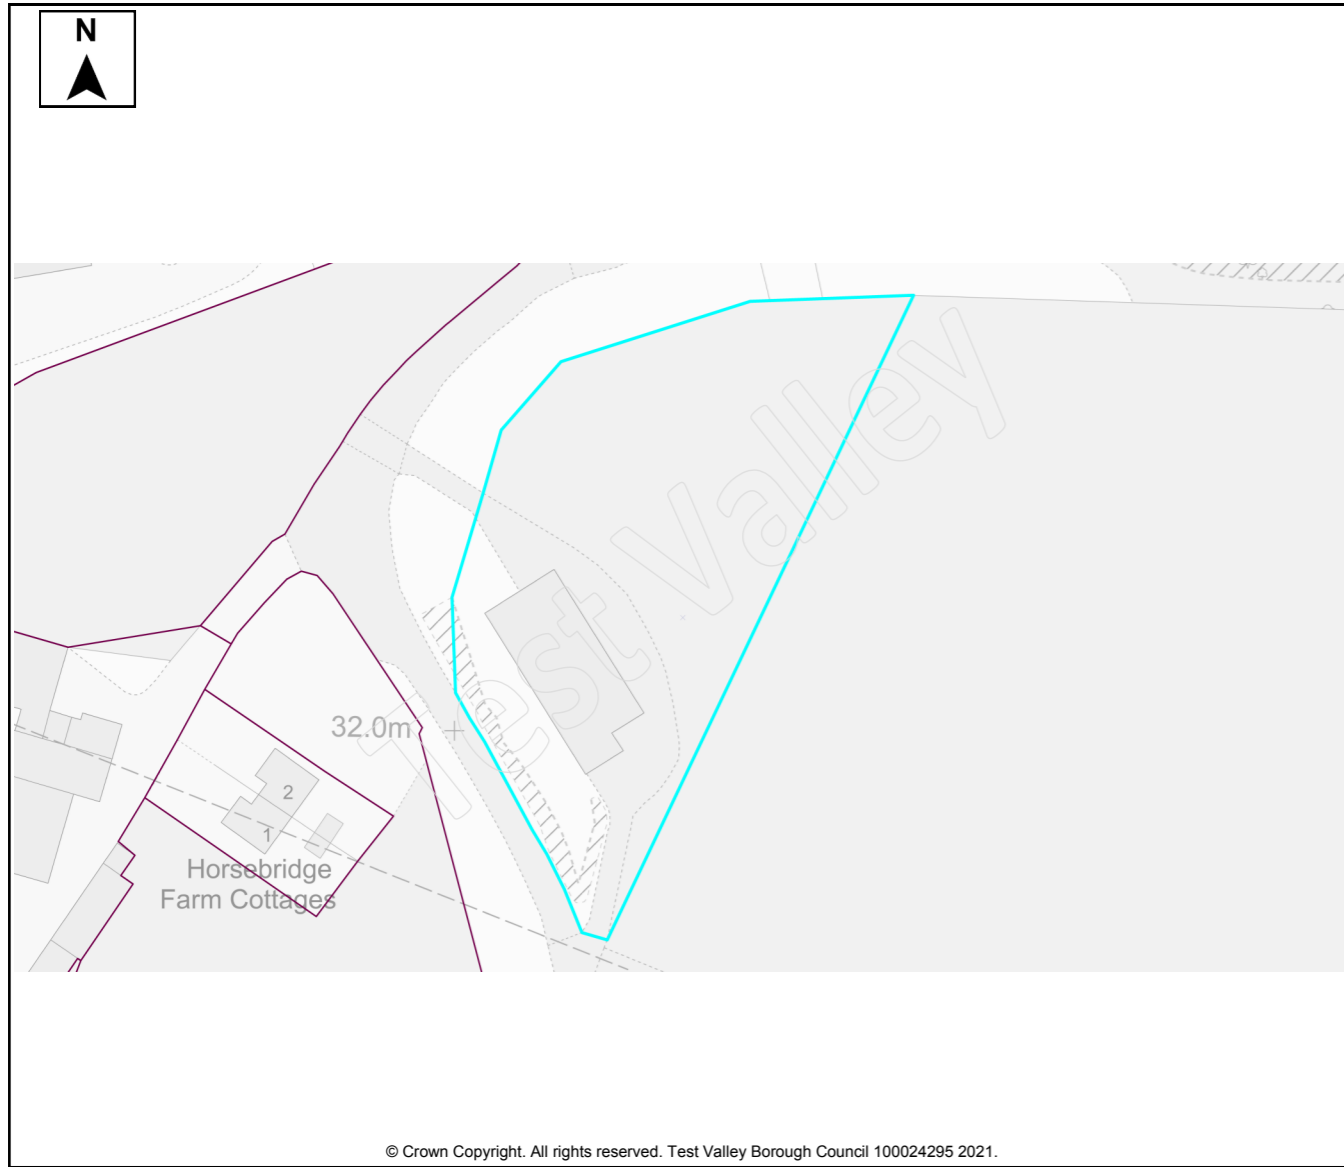 N
Test Valley
32.0m
2
1
Horsebridge
Farm Cottages
© Crown Copyright. All rights reserved. Test Valley Borough Council 100024295 2021.